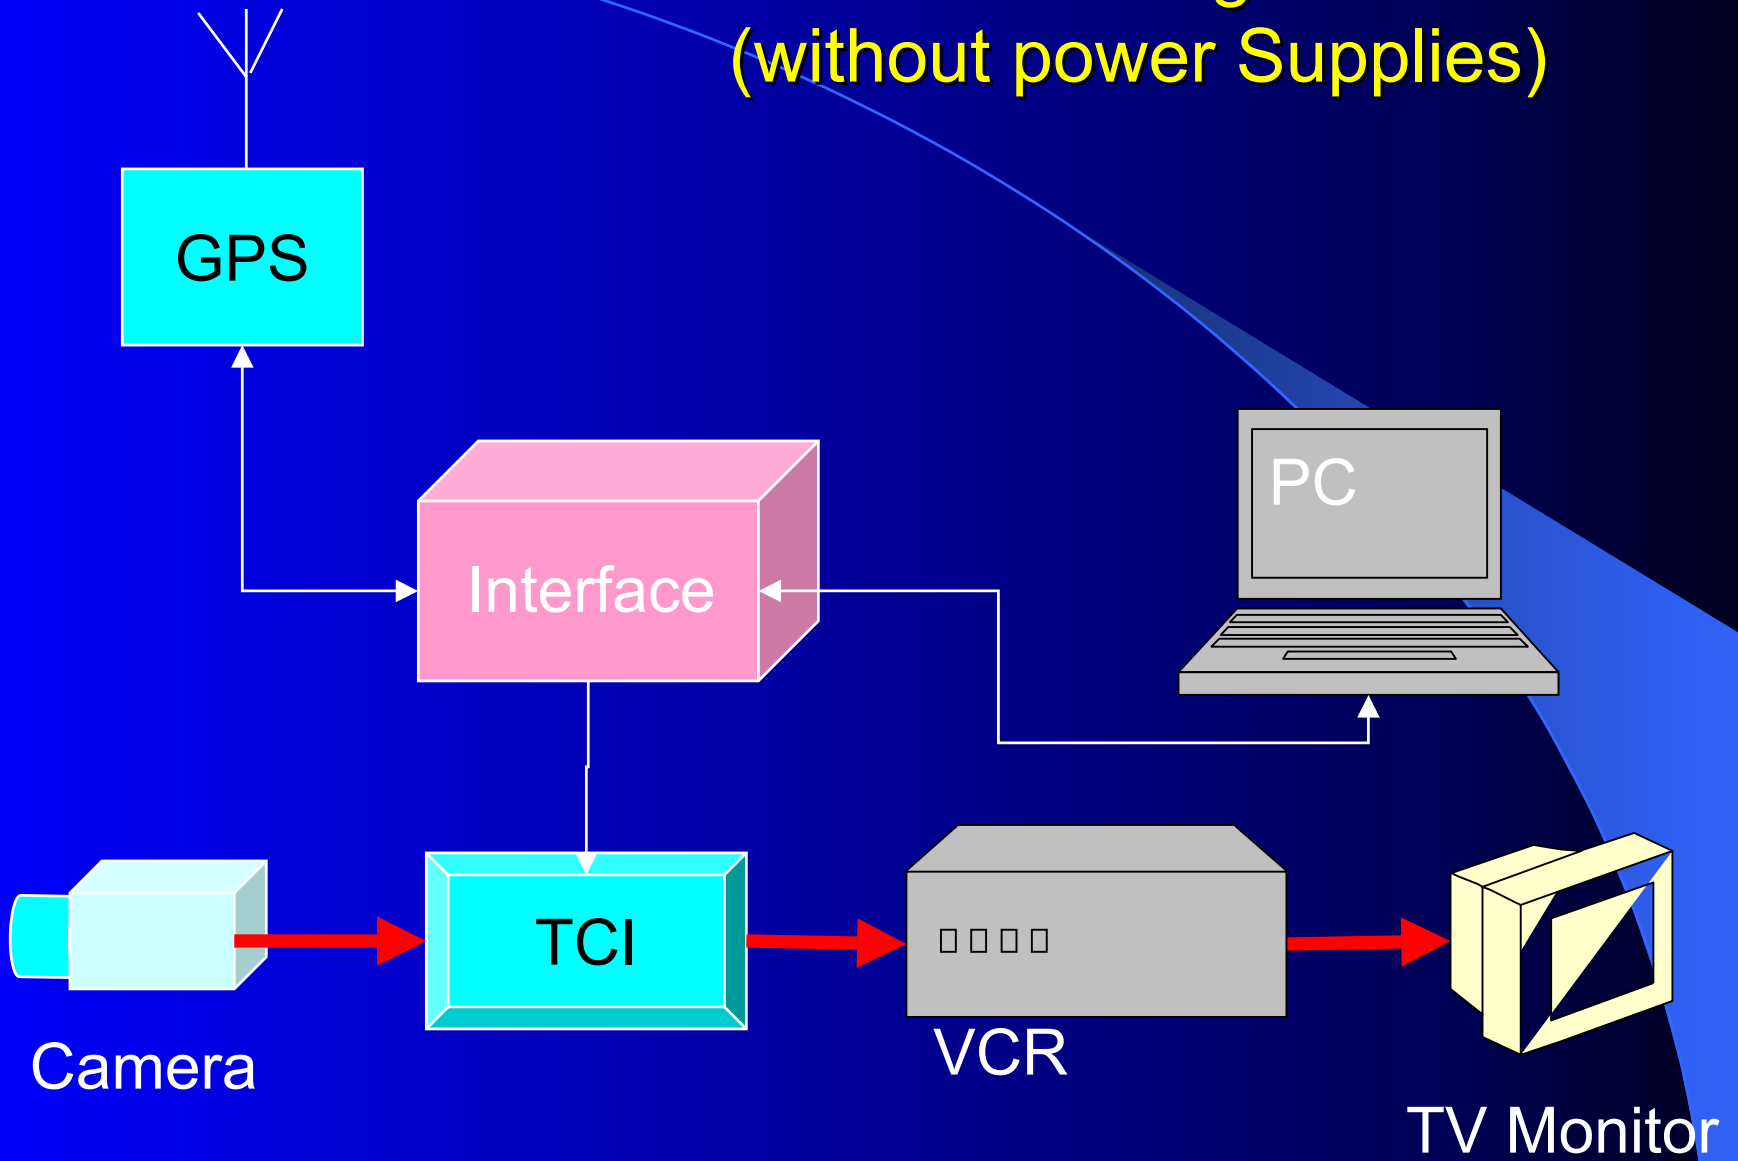 (without power Supplies)
GPS
PC
Interface
TCI
VCR
Camera
TV Monitor